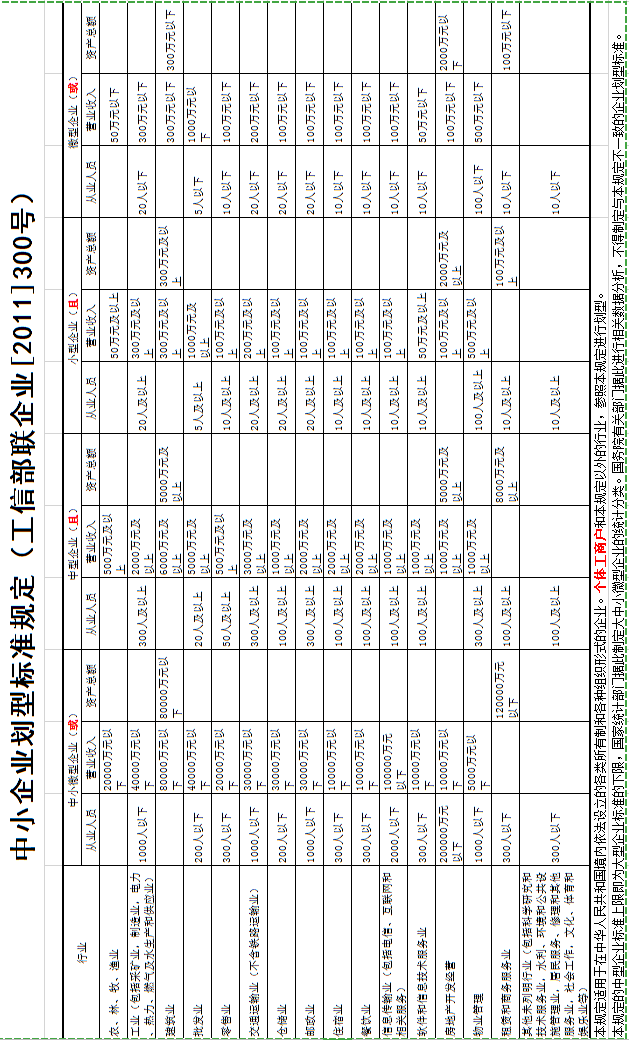 中小企业划型标准规定（工信部联企业[2011]300号）
行业 中小微型企业（或） 中型企业（且） 小型企业（且） 微型企业（或）
从业人员 营业收入 资产总额 从业人员 营业收入 资产总额 从业人员 营业收入 资产总额 从业人员 营业收入 资产总额
农、林、牧、渔业 20000万元以下 500万元及以上 50万元及以上 50万元以下
工业（包括采矿业，制造业，电力、热力、燃气及水生产和供应业） 1000人以下 40000万元以下 300人及以上 2000万元及以上 20人及以上 300万元及以上 20人以下 300万元以下
建筑业 80000万元以下 80000万元以下 6000万元及以上 5000万元及以上 300万元及以上 300万元及以上 300万元以下 300万元以下
批发业 200人以下 40000万元以下 20人及以上 5000万元及以上 5人及以上 1000万元及以上 5人以下 1000万元以下
零售业 300人以下 20000万元以下 50人及以上 500万元及以上 10人及以上 100万元及以上 10人以下 100万元以下
交通运输业（不含铁路运输业） 1000人以下 30000万元以下 300人及以上 3000万元及以上 20人及以上 200万元及以上 20人以下 200万元以下
仓储业 200人以下 30000万元以下 100人及以上 1000万元及以上 20人及以上 100万元及以上 20人以下 100万元以下
邮政业 1000人以下 30000万元以下 300人及以上 2000万元及以上 20人及以上 100万元及以上 20人以下 100万元以下
住宿业 300人以下 10000万元以下 100人及以上 2000万元及以上 10人及以上 100万元及以上 10人以下 100万元以下
餐饮业 300人以下 10000万元以下 100人及以上 2000万元及以上 10人及以上 100万元及以上 10人以下 100万元以下
信息传输业（包括电信、互联网和相关服务） 2000人以下 100000万元以下 100人及以上 1000万元及以上 10人及以上 100万元及以上 10人以下 100万元以下
软件和信息技术服务业 300人以下 10000万元以下 100人及以上 1000万元及以上 10人及以上 50万元及以上 10人以下 50万元以下
房地产开发经营 200000万元以下 10000万元以下 1000万元及以上 5000万元及以上 100万元及以上 2000万元及以上 100万元以下 2000万元以下
物业管理 1000人以下 5000万元以下 300人及以上 1000万元及以上 100人及以上 500万元及以上 100人以下 500万元以下
租赁和商务服务业 300人以下 120000万元以下 100人及以上 8000万元及以上 10人及以上 100万元及以上 10人以下 100万元以下
其他未列明行业（包括科学研究和技术服务业，水利、环境和公共设施管理业，居民服务、修理和其他服务业，社会工作，文化、体育和娱乐业等） 300人以下 100人及以上 10人及以上 10人以下
本规定适用于在中华人民共和国境内依法设立的各类所有制和各种组织形式的企业。个体工商户和本规定以外的行业，参照本规定进行划型。
本规定的中型企业标准上限即为大型企业标准的下限，国家统计部门据此制定大中小微型企业的统计分类。国务院有关部门据此进行相关数据分析，不得制定与本规定不一致的企业划型标准。